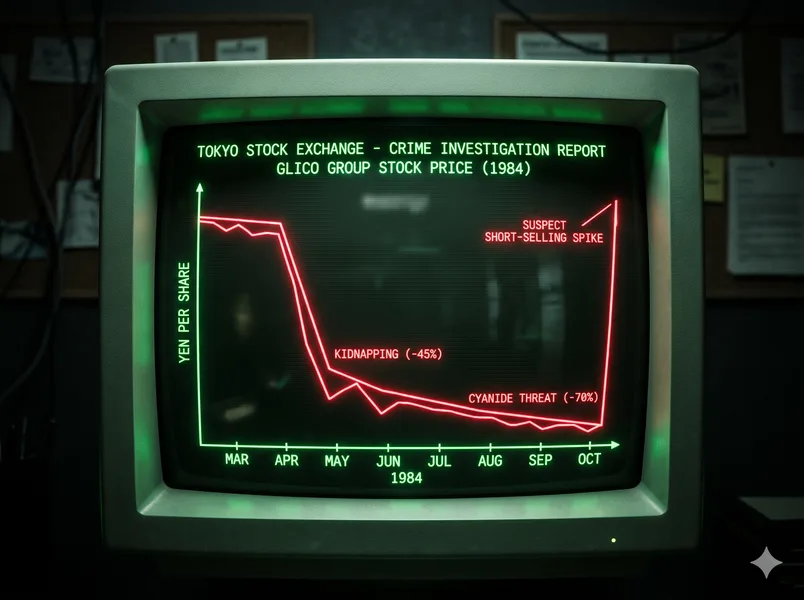 TOKYO STOCK EXCHANGE - CRIME INVESTIGATION REPORT
GLICO GROUP STOCK PRICE (1984)
SUSPECT
SHORT-SELLING SPIKE
YEN PER SHARE
KIDNAPPING (-45%)
CYANIDE THREAT (-70%)
MAR APR MAY JUN JUL AUG SEP OCT
1984